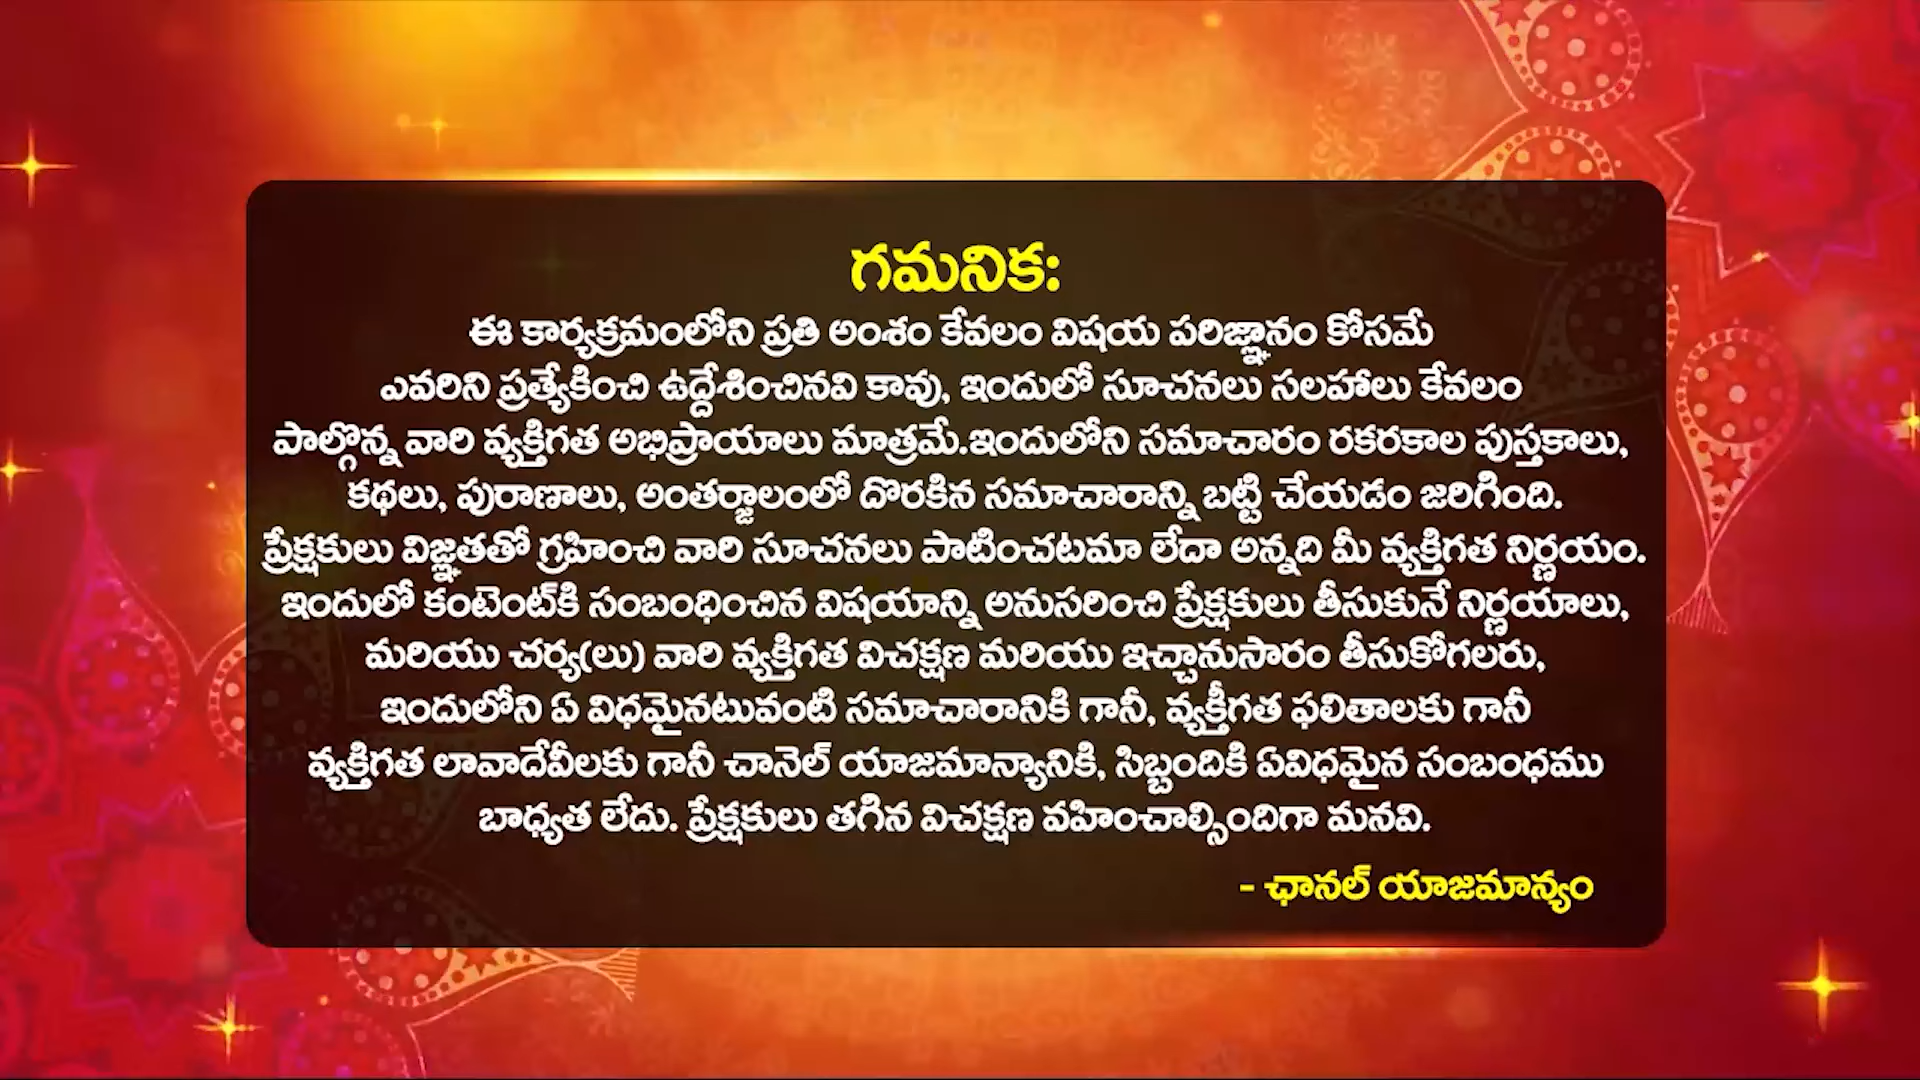 గమనిక:
ఈ కార్యక్రమంలోని ప్రతి అంశం కేవలం విషయ పరిజ్ఞానం కోసమే
ఎవరిని ప్రత్యేకించి ఉద్దేశించినవి కావు, ఇందులో సూచనలు సలహాలు కేవలం
పాల్గొన్న వారి వ్యక్తిగత అభిప్రాయాలు మాత్రమే.ఇందులోని సమాచారం రకరకాల పుస్తకాలు,
కథలు, పురాణాలు, అంతర్జాలంలో దొరకిన సమాచారాన్ని బట్టి చేయడం జరిగింది.
ప్రేక్షకులు విజ్ఞతతో గ్రహించి వారి సూచనలు పాటించటమా లేదా అన్నది మీ వ్యక్తిగత నిర్ణయం.
ఇందులో కంటెంట్‌కి సంబంధించిన విషయాన్ని అనుసరించి ప్రేక్షకులు తీసుకునే నిర్ణయాలు,
మరియు చర్య(లు) వారి వ్యక్తిగత విచక్షణ మరియు ఇచ్చానుసారం తీసుకోగలరు,
ఇందులోని ఏ విధమైనటువంటి సమాచారానికి గానీ, వ్యక్తీగత ఫలితాలకు గానీ
వ్యక్తిగత లావాదేవీలకు గానీ చానెల్ యాజమాన్యానికి, సిబ్బందికి ఏవిధమైన సంబంధము
బాధ్యత లేదు. ప్రేక్షకులు తగిన విచక్షణ వహించాల్సిందిగా మనవి.
- ఛానల్ యాజమాన్యం